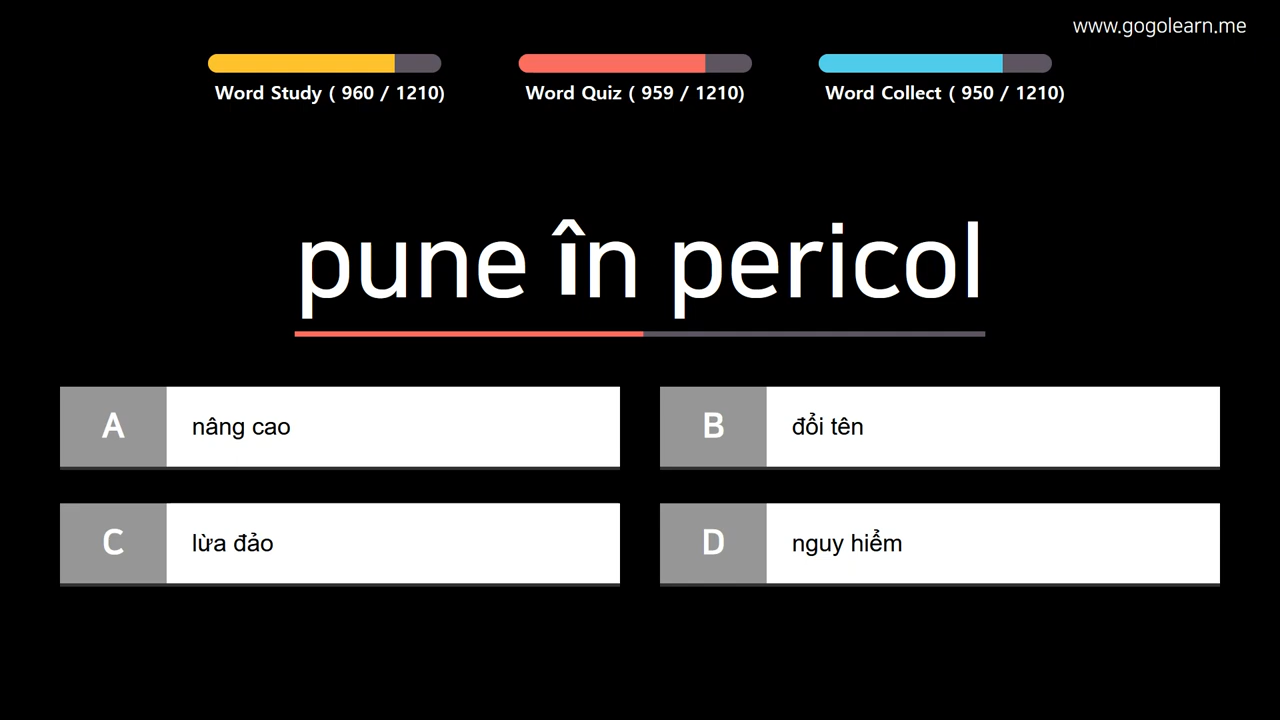 www.gogolearn.me
Word Study ( 960 / 1210)
Word Quiz ( 959 / 1210)
Word Collect ( 950 / 1210)
pune în pericol
A nâng cao
B đổi tên
C lừa đảo
D nguy hiểm